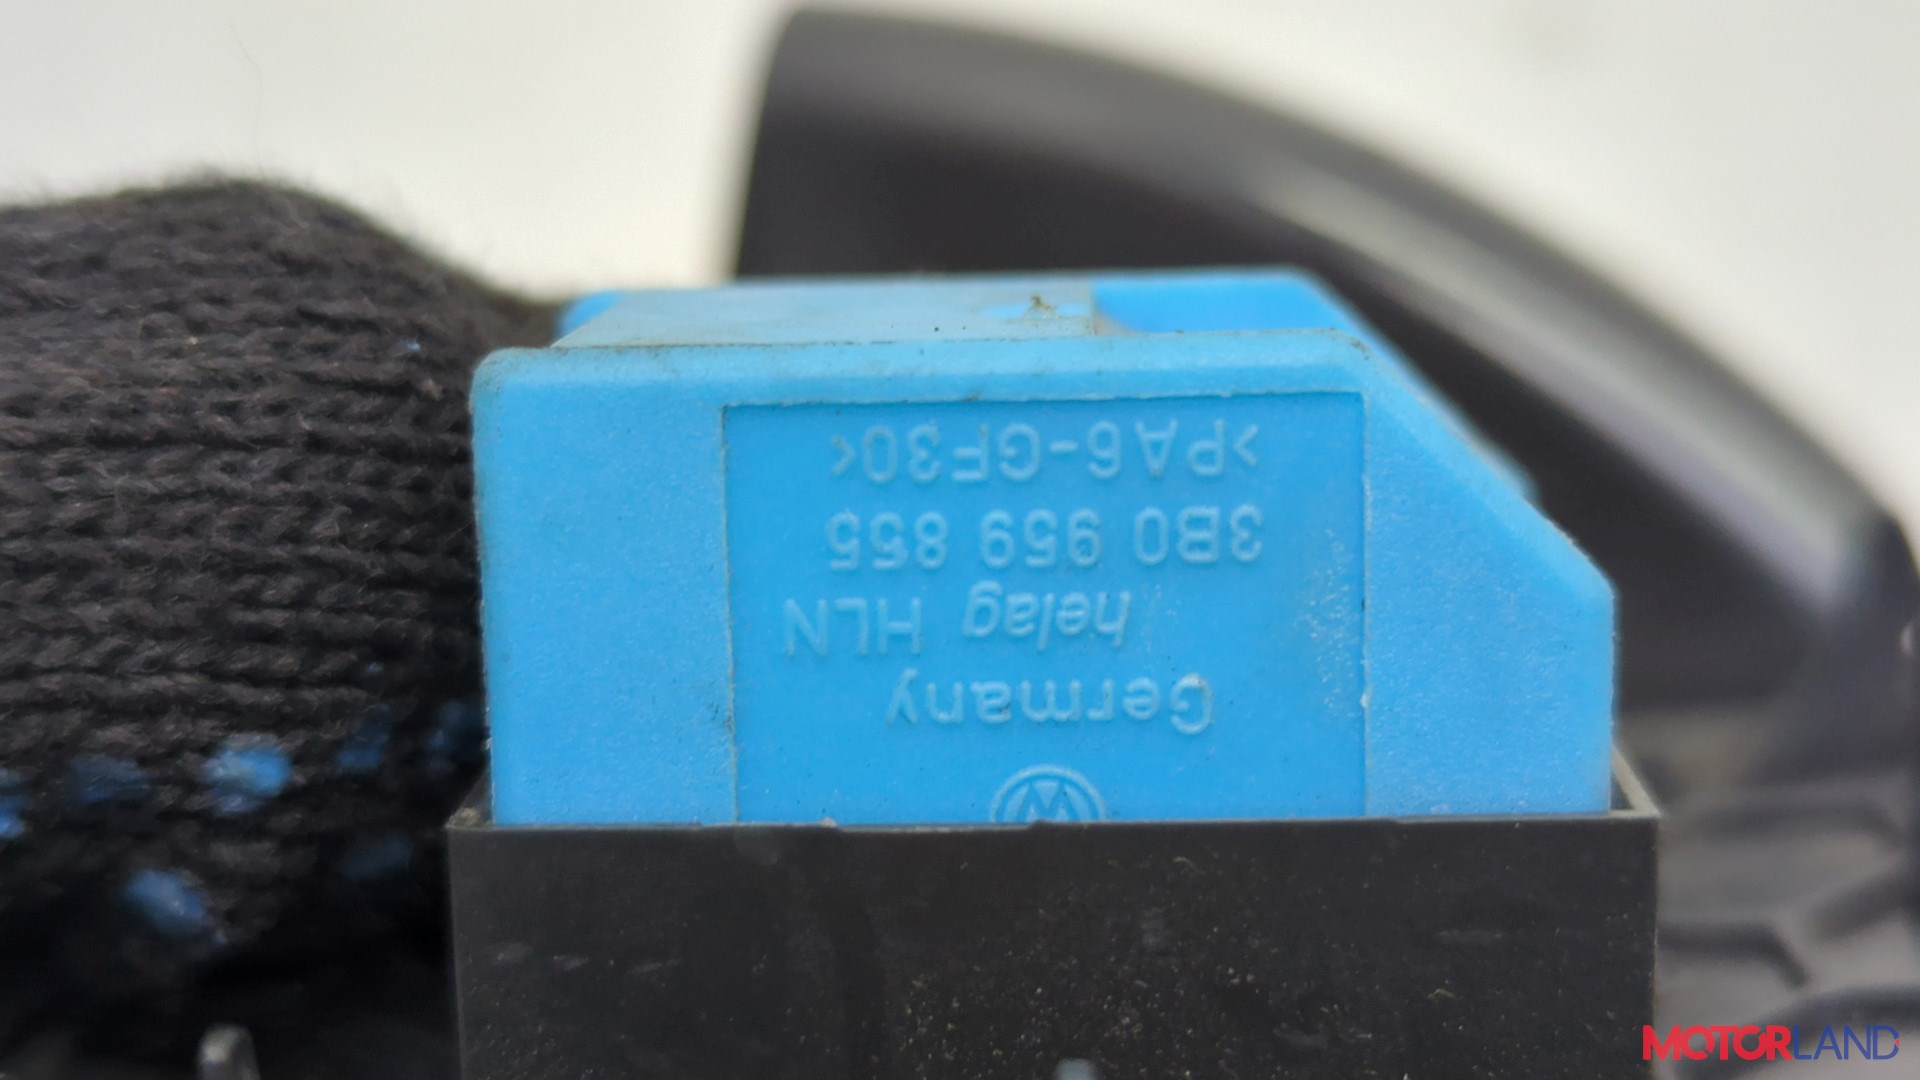 Germany
helag HLN
3B0 959 855
>PA6-GF30<
MOTORLAND